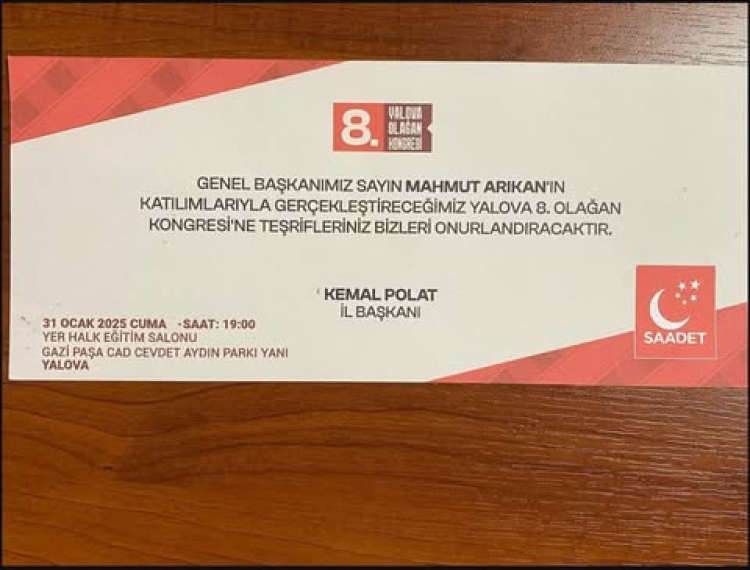 8. YALOVA
OLAĞAN
KONGRESİ
GENEL BAŞKANIMIZ SAYIN MAHMUT ARIKAN'IN
KATILIMLARIYLA GERÇEKLEŞTİRECEĞİMİZ YALOVA 8. OLAĞAN
KONGRESİ'NE TEŞRİFLERİNİZ BİZLERİ ONURLANDIRACAKTIR.
KEMAL POLAT
İL BAŞKANI
31 OCAK 2025 CUMA -SAAT: 19:00
YER HALK EĞİTİM SALONU
GAZİ PAŞA CAD CEVDET AYDIN PARKI YANI
YALOVA
SAADET